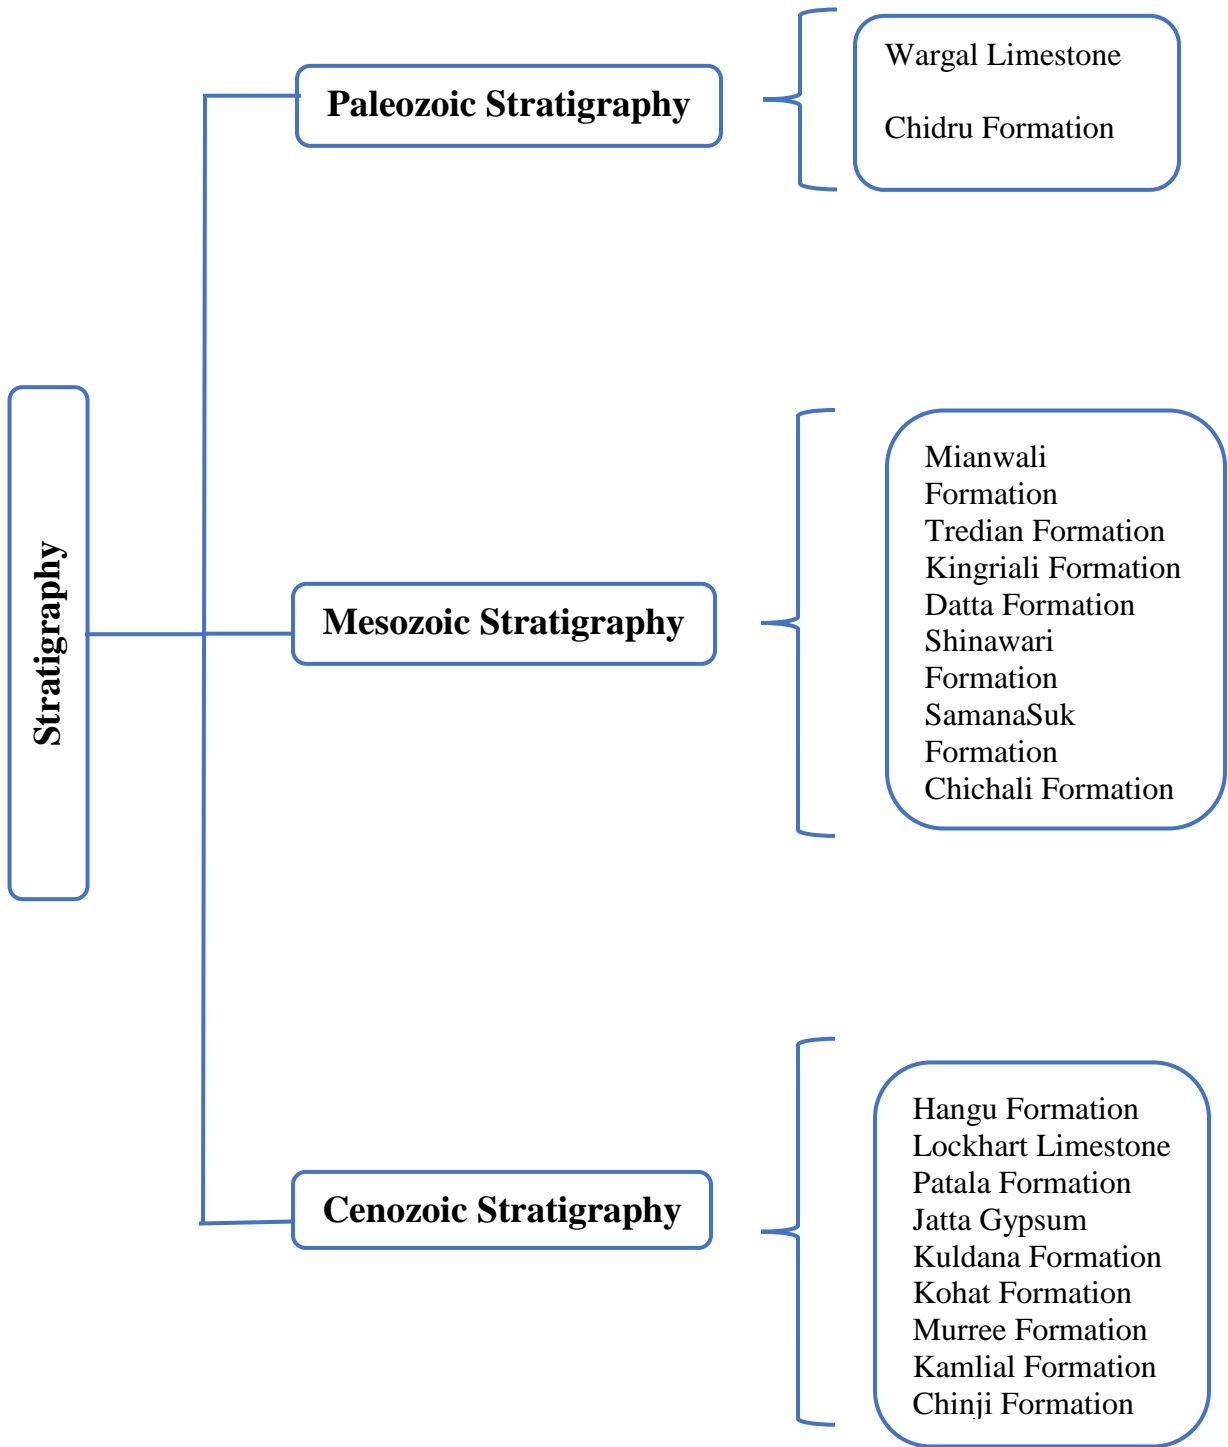 Stratigraphy
Paleozoic Stratigraphy
Wargal Limestone
Chidru Formation
Mesozoic Stratigraphy
Mianwali
Formation
Tredian Formation
Kingriali Formation
Datta Formation
Shinawari
Formation
SamanaSuk
Formation
Chichali Formation
Cenozoic Stratigraphy
Hangu Formation
Lockhart Limestone
Patala Formation
Jatta Gypsum
Kuldana Formation
Kohat Formation
Murree Formation
Kamlial Formation
Chinji Formation